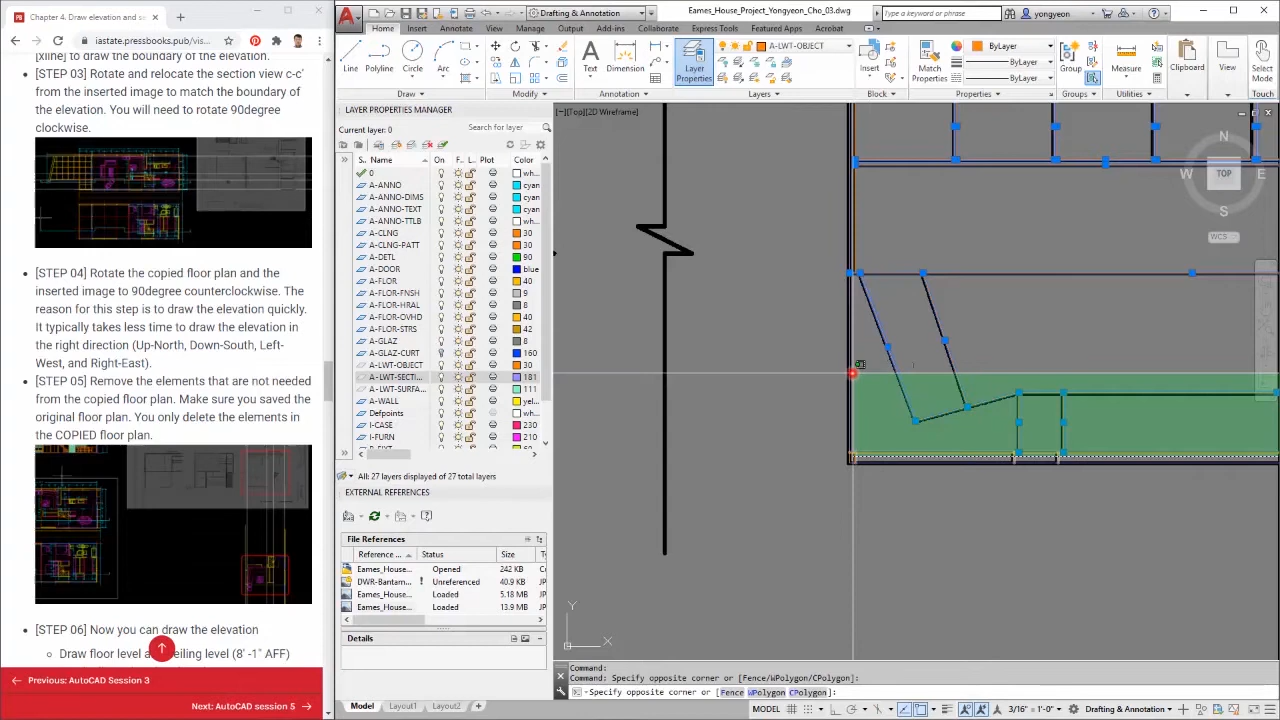 Chapter 4. Draw elevation and se
iastate.pressbooks.pub/vis...
[xline] to draw the boundary of the elevation.
[STEP 03] Rotate and relocate the section view c-c'
from the inserted image to match the boundary of
the elevation. You will need to rotate 90degree
clockwise.
[STEP 04] Rotate the copied floor plan and the
inserted image to 90degree counterclockwise. The
reason for this step is to draw the elevation quickly.
It typically takes less time to draw the elevation in
the right direction (Up-North, Down-South, Left-
West, and Right-East).
[STEP 05] Remove the elements that are not needed
from the copied floor plan. Make sure you saved the
original floor plan. You only delete the elements in
the COPIED floor plan.
[STEP 06] Now you can draw the elevation
Draw floor level a
eiling level (8' -1" AFF)
Previous: AutoCAD Session 3
Next: AutoCAD session 5
Drafting & Annotation
Eames_House_Project_Yongyeon_Cho_03.dwg
Type a keyword or phrase
yongyeon
Home Insert Annotate View Manage Output Collaborate Express Tools Featured Apps Acrobat
Line Polyline Circle Arc
Text Dimension
Layer Properties
A-LWT-OBJECT
Insert
Match Properties
ByLayer
ByLayer
ByLayer
Group
Measure
Clipboard
View
Select Mode
Draw Modify Annotation Layers Block Properties Groups Utilities Touch
LAYER PROPERTIES MANAGER
Current layer: 0
Search for layer
S.. Name On F.. L... Plot Color
0 wh...
A-ANNO cyan
A-ANNO-DIMS cyan
A-ANNO-TEXT cyan
A-ANNO-TTLB wh...
A-CLNG 30
A-CLNG-PATT 30
A-DETL 90
A-DOOR blue
A-FLOR 40
A-FLOR-FNSH 9
A-FLOR-HRAL 8
A-FLOR-OVHD 40
A-FLOR-STRS 42
A-GLAZ 8
A-GLAZ-CURT 160
A-LWT-OBJECT 30
A-LWT-SECTI... 181
A-LWT-SURFA... 111
A-WALL yel...
Defpoints wh...
I-CASE 230
I-FURN 210
All: 27 layers displayed of 27 total layers
EXTERNAL REFERENCES
File References
Reference ... Status Size
Eames_House... Opened 242 KB
DWR-Bantam... ! Unreferenced 40.9 KB JP
Eames_House... Loaded 5.18 MB JP
Eames_House... Loaded 13.9 MB JP
Details
[−][Top][2D Wireframe]
N
W TOP E
S
WCS
Y
X
Command:
Command: Specify opposite corner or [Fence/WPolygon/CPolygon]:
Specify opposite corner or [Fence WPolygon CPolygon]:
Model Layout1 Layout2 +
MODEL
3/16" = 1'-0"
Drafting & Annotation